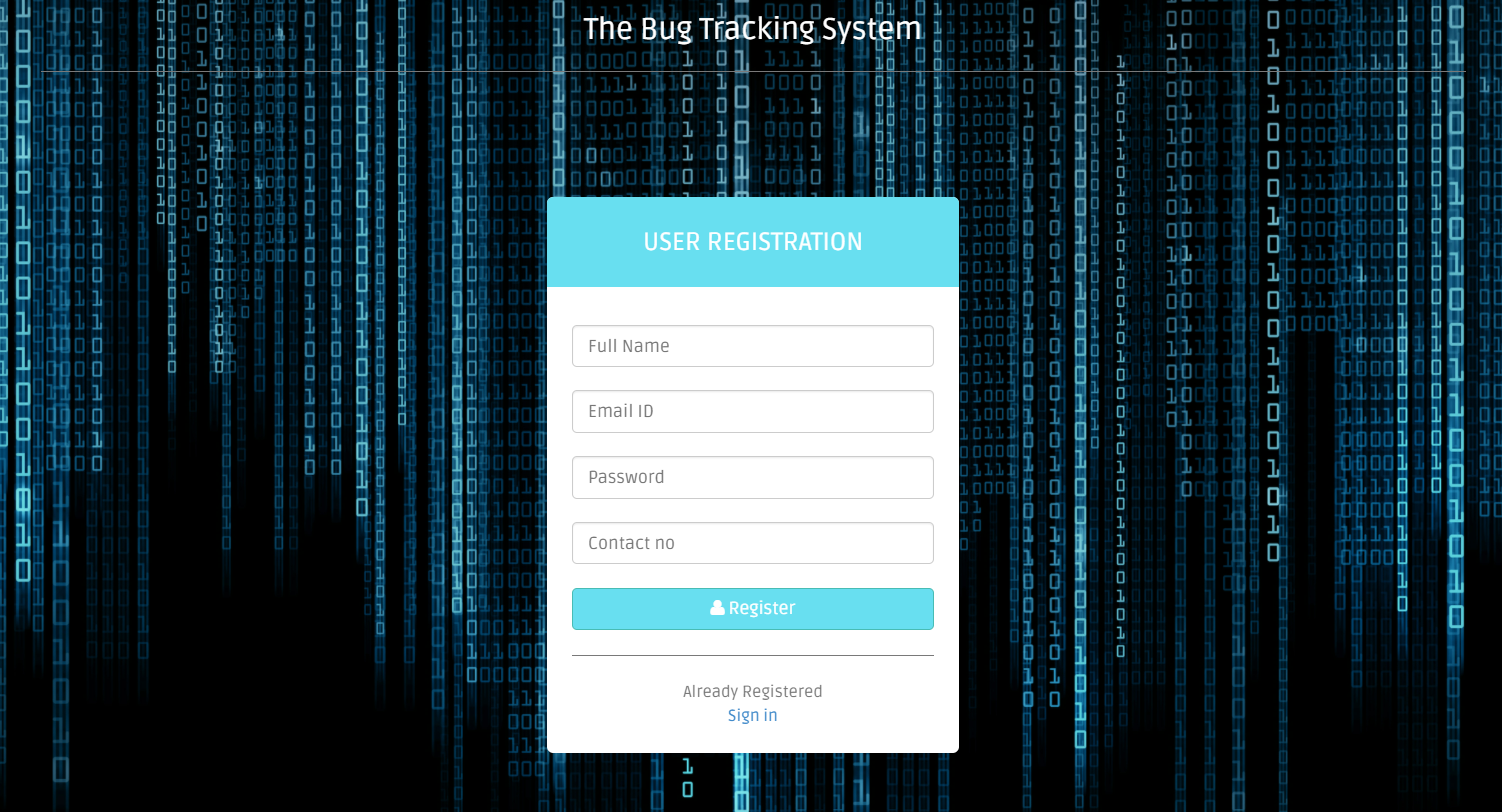 The Bug Tracking System
USER REGISTRATION
Full Name
Email ID
Password
Contact no
Register
Already Registered
Sign in